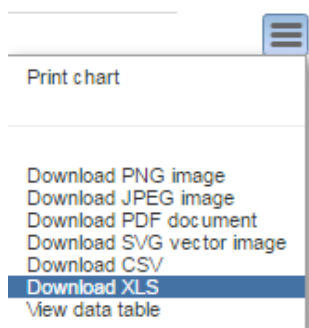 Print chart
Download PNG image
Download JPEG image
Download PDF document
Download SVG vector image
Download CSV
Download XLS
View data table